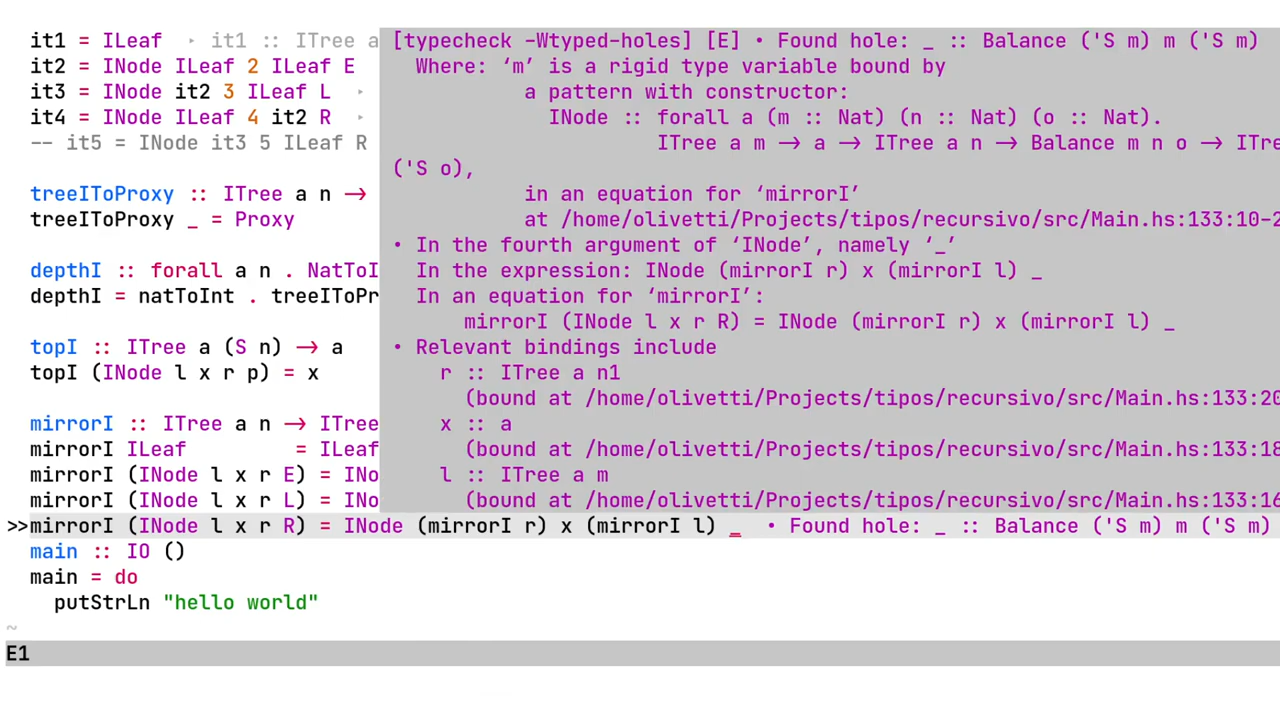 it1 = ILeaf ‣ it1 :: ITree a
it2 = INode ILeaf 2 ILeaf E
it3 = INode it2 3 ILeaf L ‣
it4 = INode ILeaf 4 it2 R ‣
-- it5 = INode it3 5 ILeaf R
treeIToProxy :: ITree a n →
treeIToProxy _ = Proxy
depthI :: forall a n . NatToI
depthI = natToInt . treeIToPr
topI :: ITree a (S n) → a
topI (INode l x r p) = x
mirrorI :: ITree a n → ITree
mirrorI ILeaf = ILeaf
mirrorI (INode l x r E) = INo
mirrorI (INode l x r L) = INo
>>mirrorI (INode l x r R) = INode (mirrorI r) x (mirrorI l) _ • Found hole: _ :: Balance ('S m) m ('S m)
main :: IO ()
main = do
putStrLn "hello world"
~
E1
[typecheck -Wtyped-holes] [E] • Found hole: _ :: Balance ('S m) m ('S m)
Where: ‘m’ is a rigid type variable bound by
a pattern with constructor:
INode :: forall a (m :: Nat) (n :: Nat) (o :: Nat).
ITree a m → a → ITree a n → Balance m n o → ITre
('S o),
in an equation for ‘mirrorI’
at /home/olivetti/Projects/tipos/recursivo/src/Main.hs:133:10-2
• In the fourth argument of ‘INode’, namely ‘_’
In the expression: INode (mirrorI r) x (mirrorI l) _
In an equation for ‘mirrorI’:
mirrorI (INode l x r R) = INode (mirrorI r) x (mirrorI l) _
• Relevant bindings include
r :: ITree a n1
(bound at /home/olivetti/Projects/tipos/recursivo/src/Main.hs:133:20
x :: a
(bound at /home/olivetti/Projects/tipos/recursivo/src/Main.hs:133:18
l :: ITree a m
(bound at /home/olivetti/Projects/tipos/recursivo/src/Main.hs:133:16